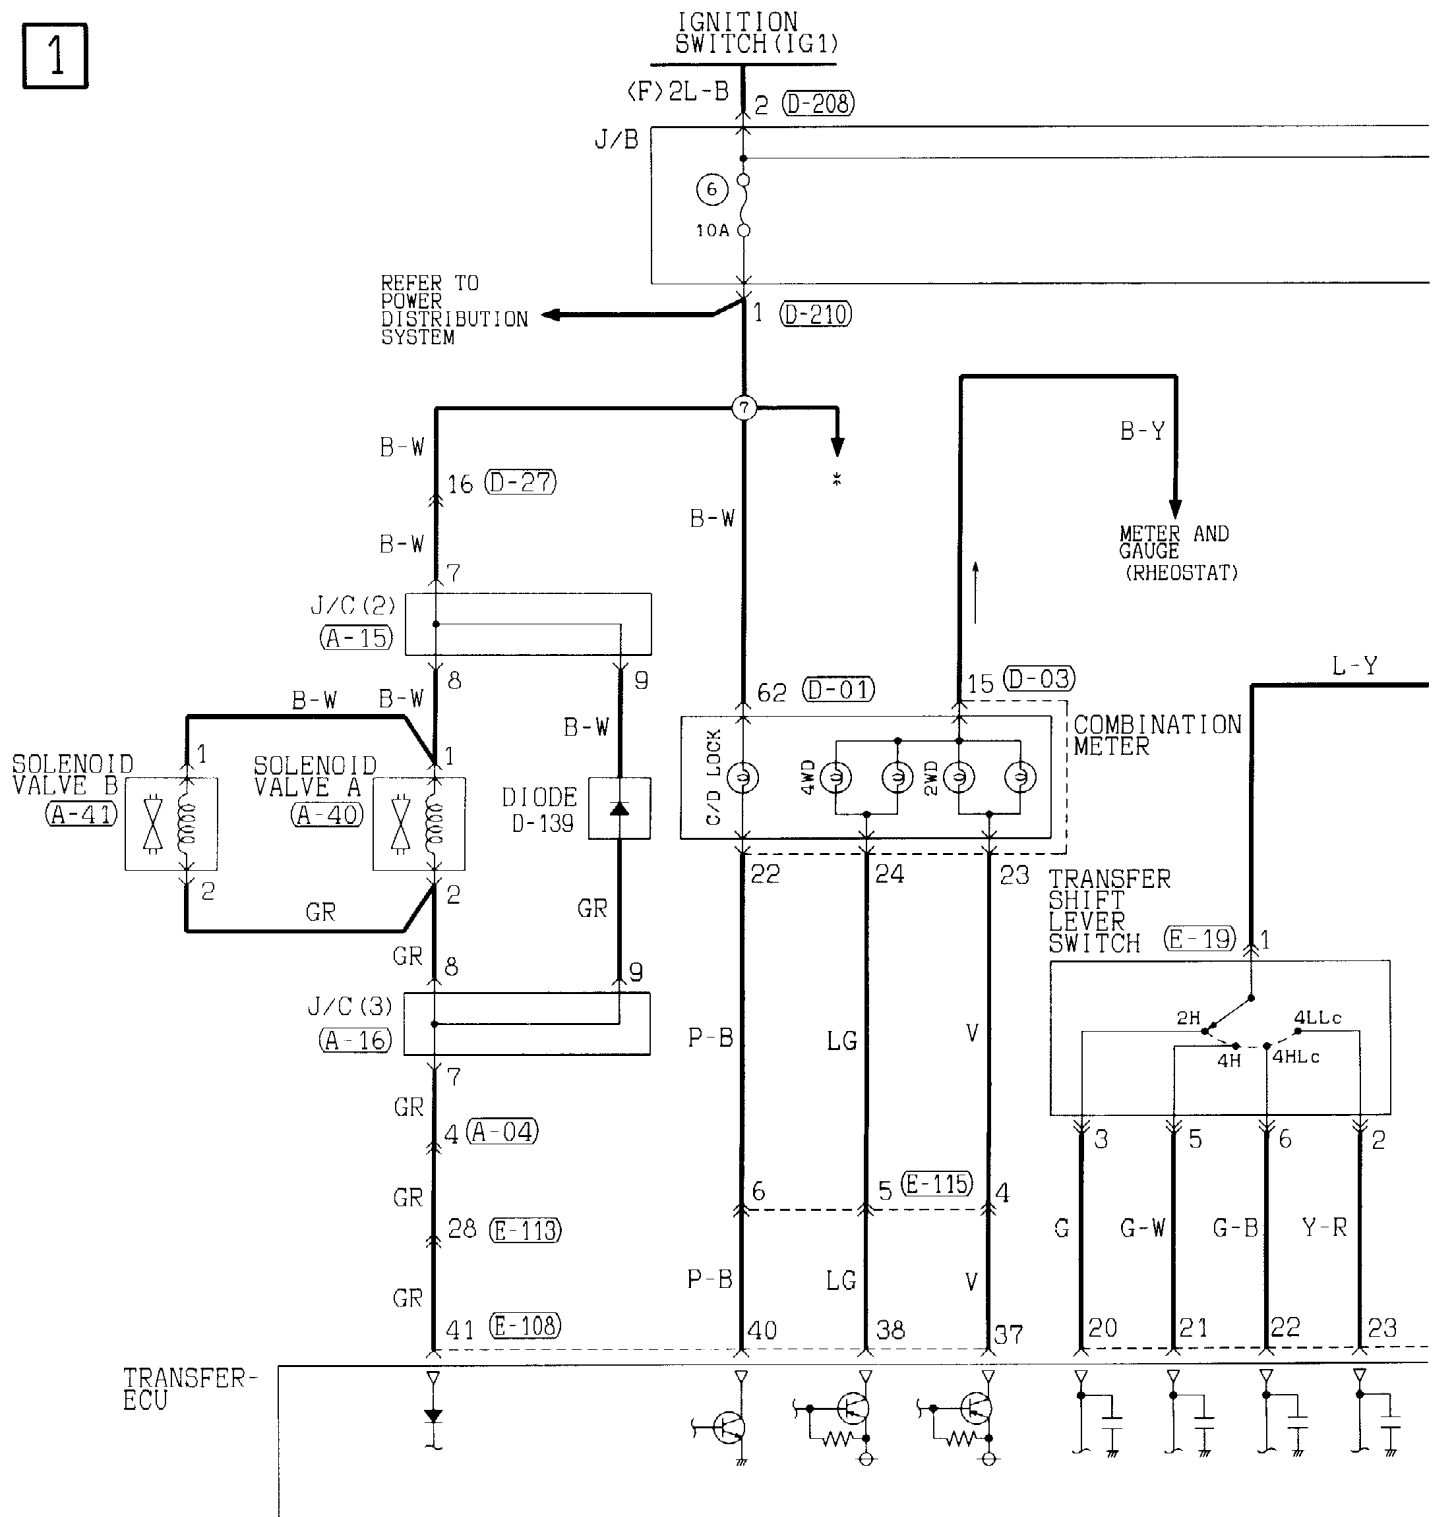 1
IGNITION
SWITCH(IG1)
<F>2L-B
2 D-208
J/B
6
10A
REFER TO
POWER
DISTRIBUTION
SYSTEM
1 D-210
7
B-W
B-Y
16 D-27
*
B-W
B-W
METER AND
GAUGE
(RHEOSTAT)
7
J/C(2)
A-15
L-Y
8
9
62 D-01
15 D-03
B-W
B-W
B-W
COMBINATION
METER
1
1
SOLENOID
VALVE B
A-41
SOLENOID
VALVE A
A-40
DIODE
D-139
C/D LOCK
4WD
2WD
2
2
22
24
23
TRANSFER
SHIFT
LEVER
SWITCH
E-19
1
GR
GR
GR
8
9
J/C(3)
A-16
P-B
LG
V
2H
4H
4HLc
4LLc
7
GR
4 A-04
3
5
6
2
GR
6
5 E-115
4
28 E-113
G
G-W
G-B
Y-R
GR
P-B
LG
V
41 E-108
40
38
37
20
21
22
23
TRANSFER-
ECU